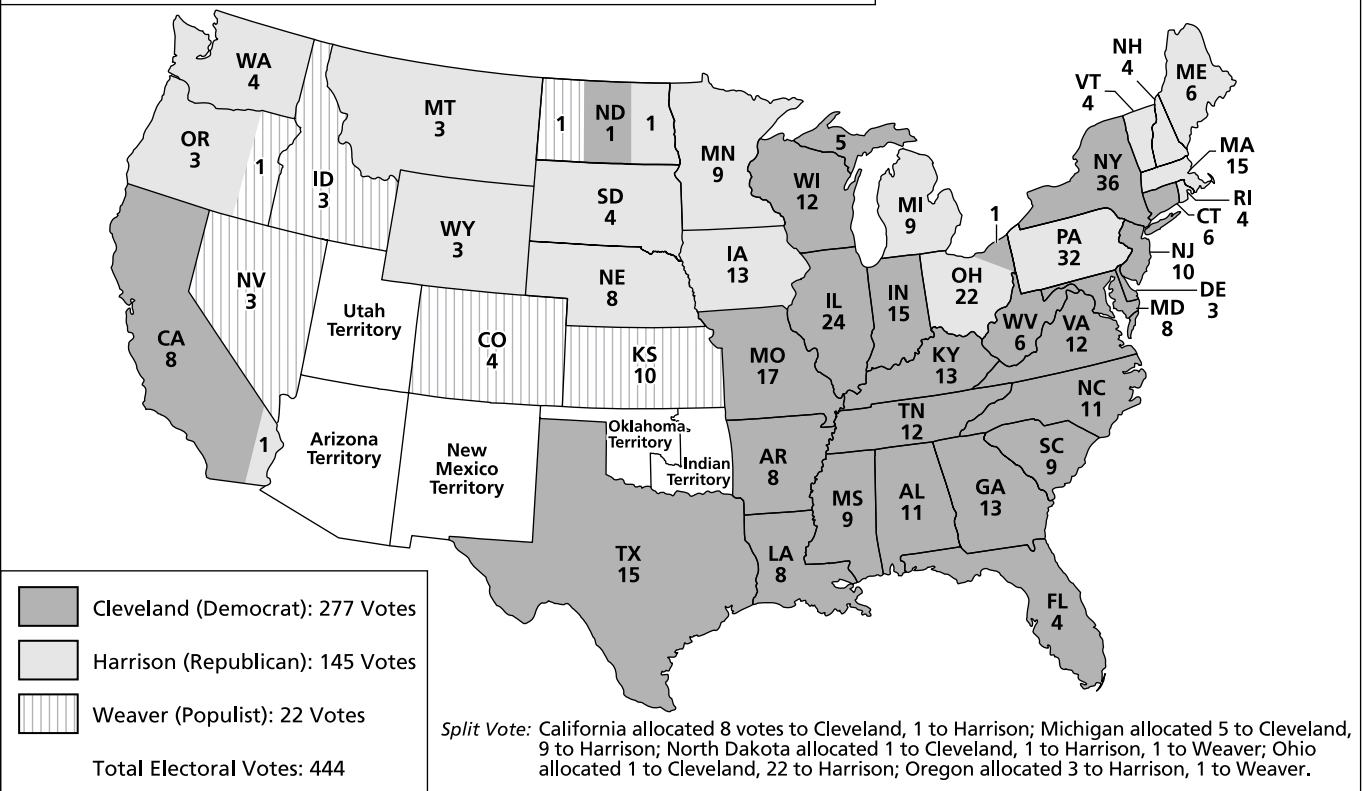 NH
4
WA
4
VT
4
ME
6
MT
3
1
ND
1
1
OR
3
1
ID
3
MN
9
5
WI
12
MI
9
NY
36
MA
15
RI
4
CT
6
SD
4
WY
3
1
PA
32
NJ
10
IA
13
NE
8
NV
3
OH
22
DE
3
MD
8
Utah
Territory
IL
24
IN
15
WV
6
VA
12
CA
8
CO
4
KS
10
MO
17
KY
13
NC
11
TN
12
1
Arizona
Territory
New
Mexico
Territory
Oklahoma
Territory
Indian
Territory
AR
8
SC
9
MS
9
AL
11
GA
13
TX
15
LA
8
FL
4
Cleveland (Democrat): 277 Votes
Harrison (Republican): 145 Votes
Weaver (Populist): 22 Votes
Total Electoral Votes: 444
Split Vote: California allocated 8 votes to Cleveland, 1 to Harrison; Michigan allocated 5 to Cleveland,
9 to Harrison; North Dakota allocated 1 to Cleveland, 1 to Harrison, 1 to Weaver; Ohio
allocated 1 to Cleveland, 22 to Harrison; Oregon allocated 3 to Harrison, 1 to Weaver.